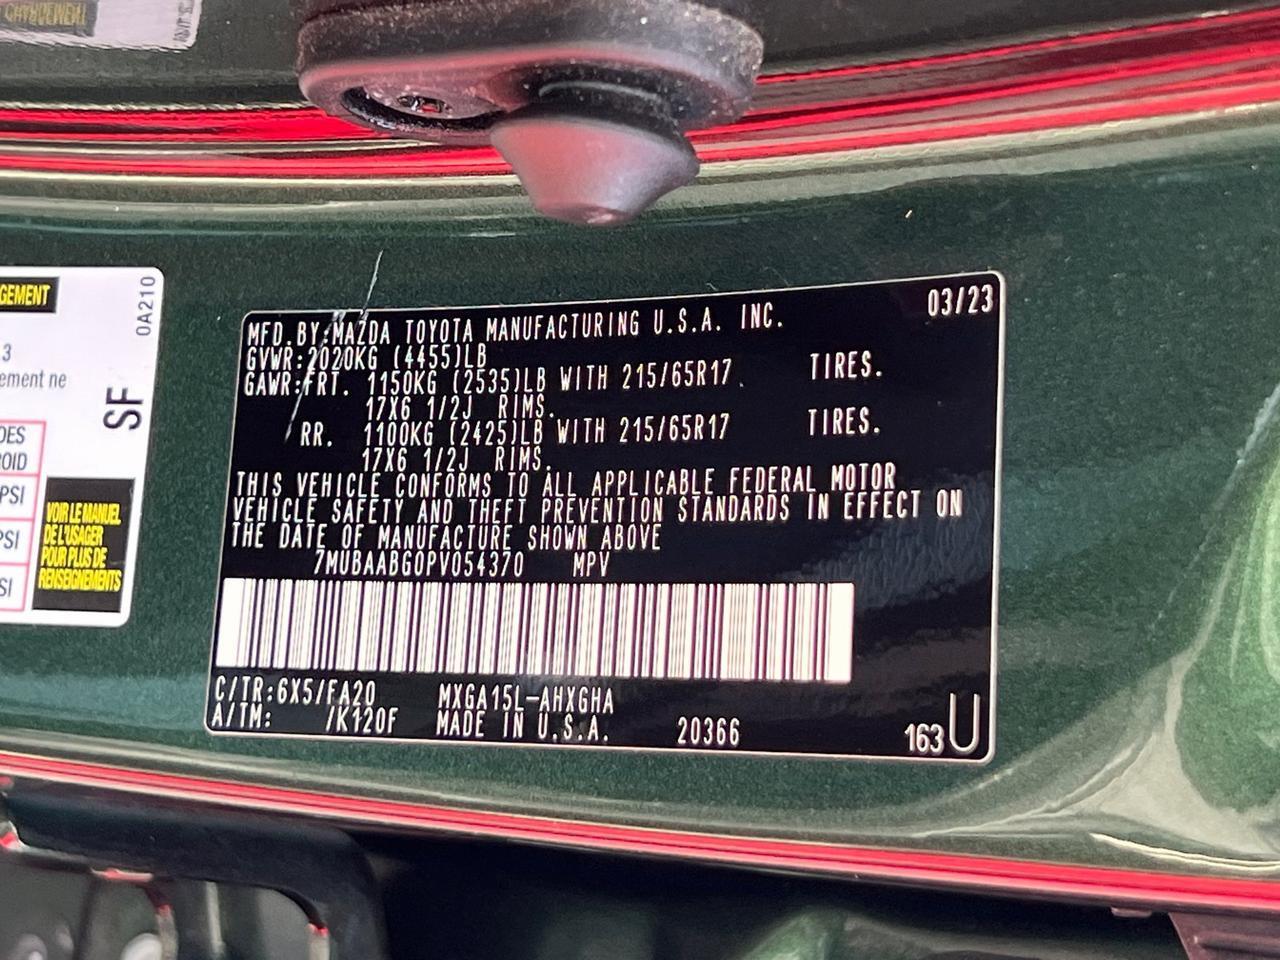 GEMENT
0A210
3
ement ne
SF
DES
OID
PSI
PSI
SI
VOIR LE MANUEL
DE L'USAGER
POUR PLUS DE
RENSEIGNEMENTS
03/23
MFD.BY:MAZDA TOYOTA MANUFACTURING U.S.A. INC.
GVWR:2020KG (4455)LB
GAWR:FRT. 1150KG (2535)LB WITH 215/65R17 TIRES.
17X6 1/2J RIMS.
RR. 1100KG (2425)LB WITH 215/65R17 TIRES.
17X6 1/2J RIMS.
THIS VEHICLE CONFORMS TO ALL APPLICABLE FEDERAL MOTOR
VEHICLE SAFETY AND THEFT PREVENTION STANDARDS IN EFFECT ON
THE DATE OF MANUFACTURE SHOWN ABOVE
7MUBAABG0PV054370 MPV
C/TR:6X5/FA20 MXGA15L-AHXGHA
A/TM: /K120F MADE IN U.S.A. 20366
163U